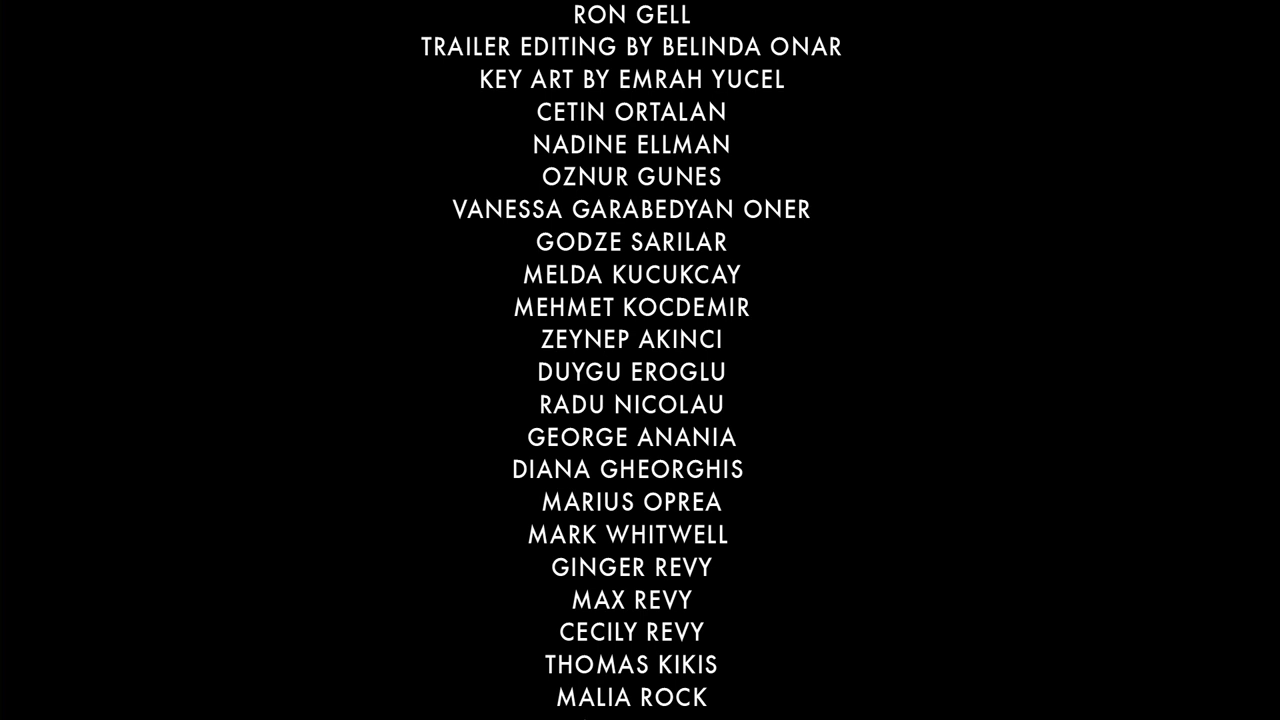 RON GELL
TRAILER EDITING BY BELINDA ONAR
KEY ART BY EMRAH YUCEL
CETIN ORTALAN
NADINE ELLMAN
OZNUR GUNES
VANESSA GARABEDYAN ONER
GODZE SARILAR
MELDA KUCUKCAY
MEHMET KOCDEMIR
ZEYNEP AKINCI
DUYGU EROGLU
RADU NICOLAU
GEORGE ANANIA
DIANA GHEORGHIS
MARIUS OPREA
MARK WHITWELL
GINGER REVY
MAX REVY
CECILY REVY
THOMAS KIKIS
MALIA ROCK